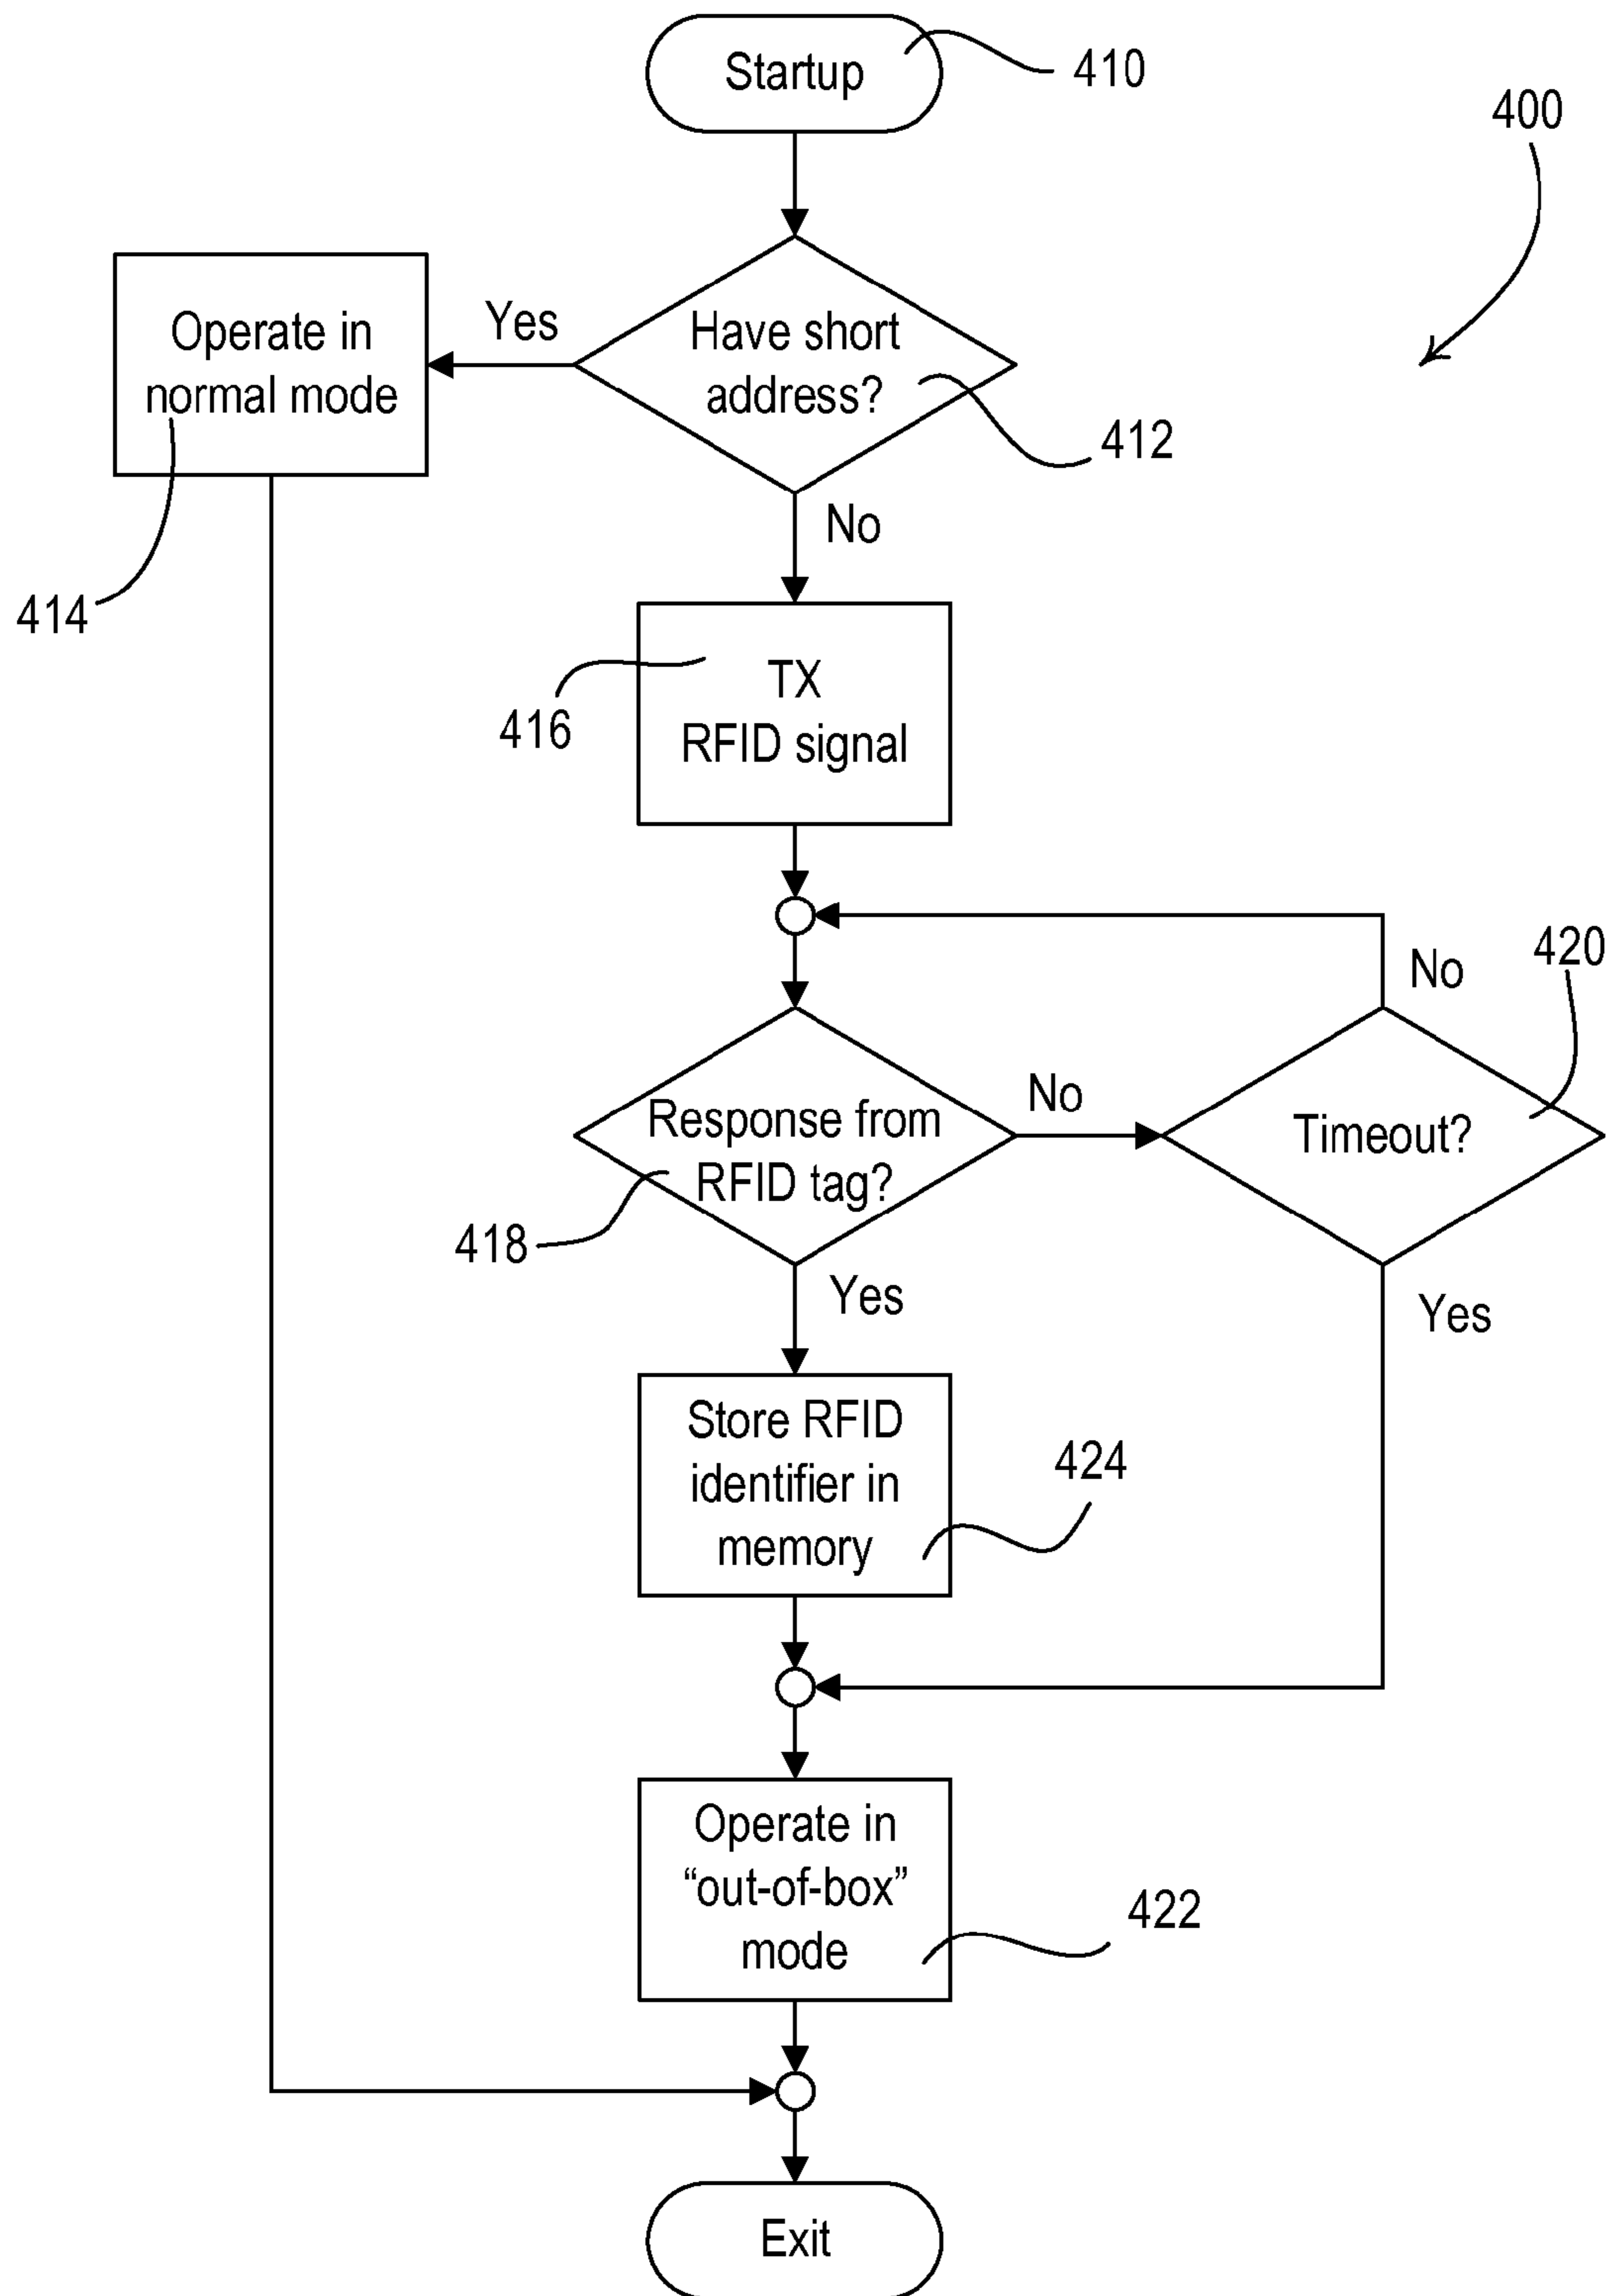 Startup
410
400
Operate in
normal mode
Yes
Have short
address?
412
No
414
416
TX
RFID signal
420
No
No
Response from
RFID tag?
Timeout?
418
Yes
Yes
Store RFID
identifier in
memory
424
Operate in
“out-of-box”
mode
422
Exit